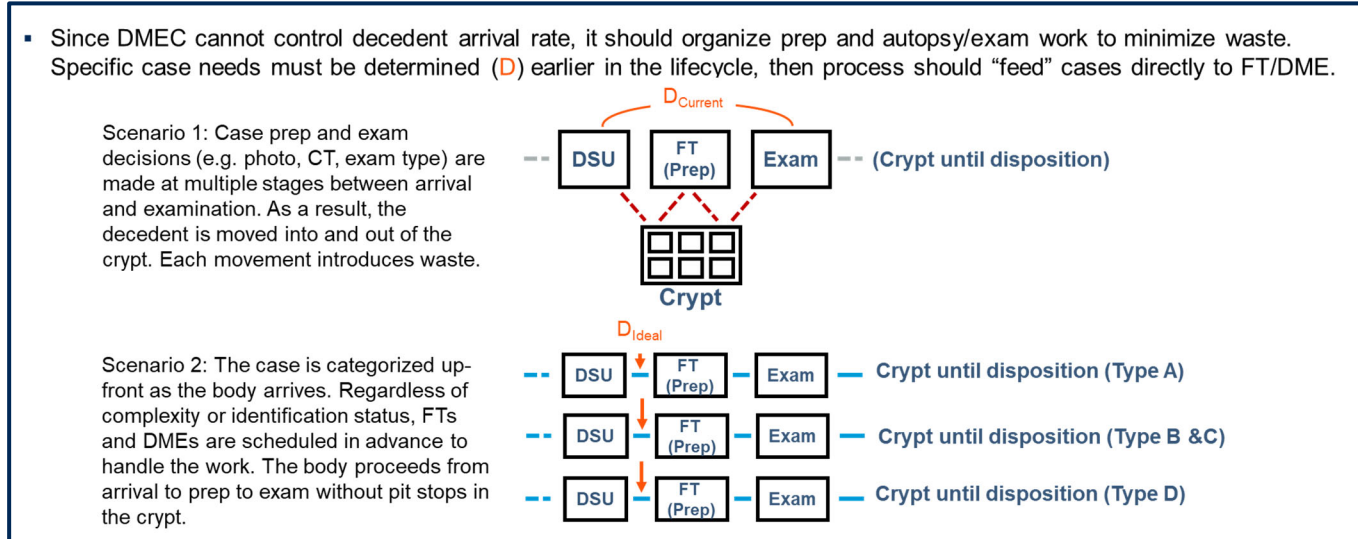 ▪ Since DMEC cannot control decedent arrival rate, it should organize prep and autopsy/exam work to minimize waste.
Specific case needs must be determined (D) earlier in the lifecycle, then process should “feed” cases directly to FT/DME.
Scenario 1: Case prep and exam
decisions (e.g. photo, CT, exam type) are
made at multiple stages between arrival
and examination. As a result, the
decedent is moved into and out of the
crypt. Each movement introduces waste.
DCurrent
DSU
FT
(Prep)
Exam
(Crypt until disposition)
Crypt
Scenario 2: The case is categorized up-
front as the body arrives. Regardless of
complexity or identification status, FTs
and DMEs are scheduled in advance to
handle the work. The body proceeds from
arrival to prep to exam without pit stops in
the crypt.
DIdeal
DSU
FT
(Prep)
Exam
Crypt until disposition (Type A)
DSU
FT
(Prep)
Exam
Crypt until disposition (Type B &C)
DSU
FT
(Prep)
Exam
Crypt until disposition (Type D)